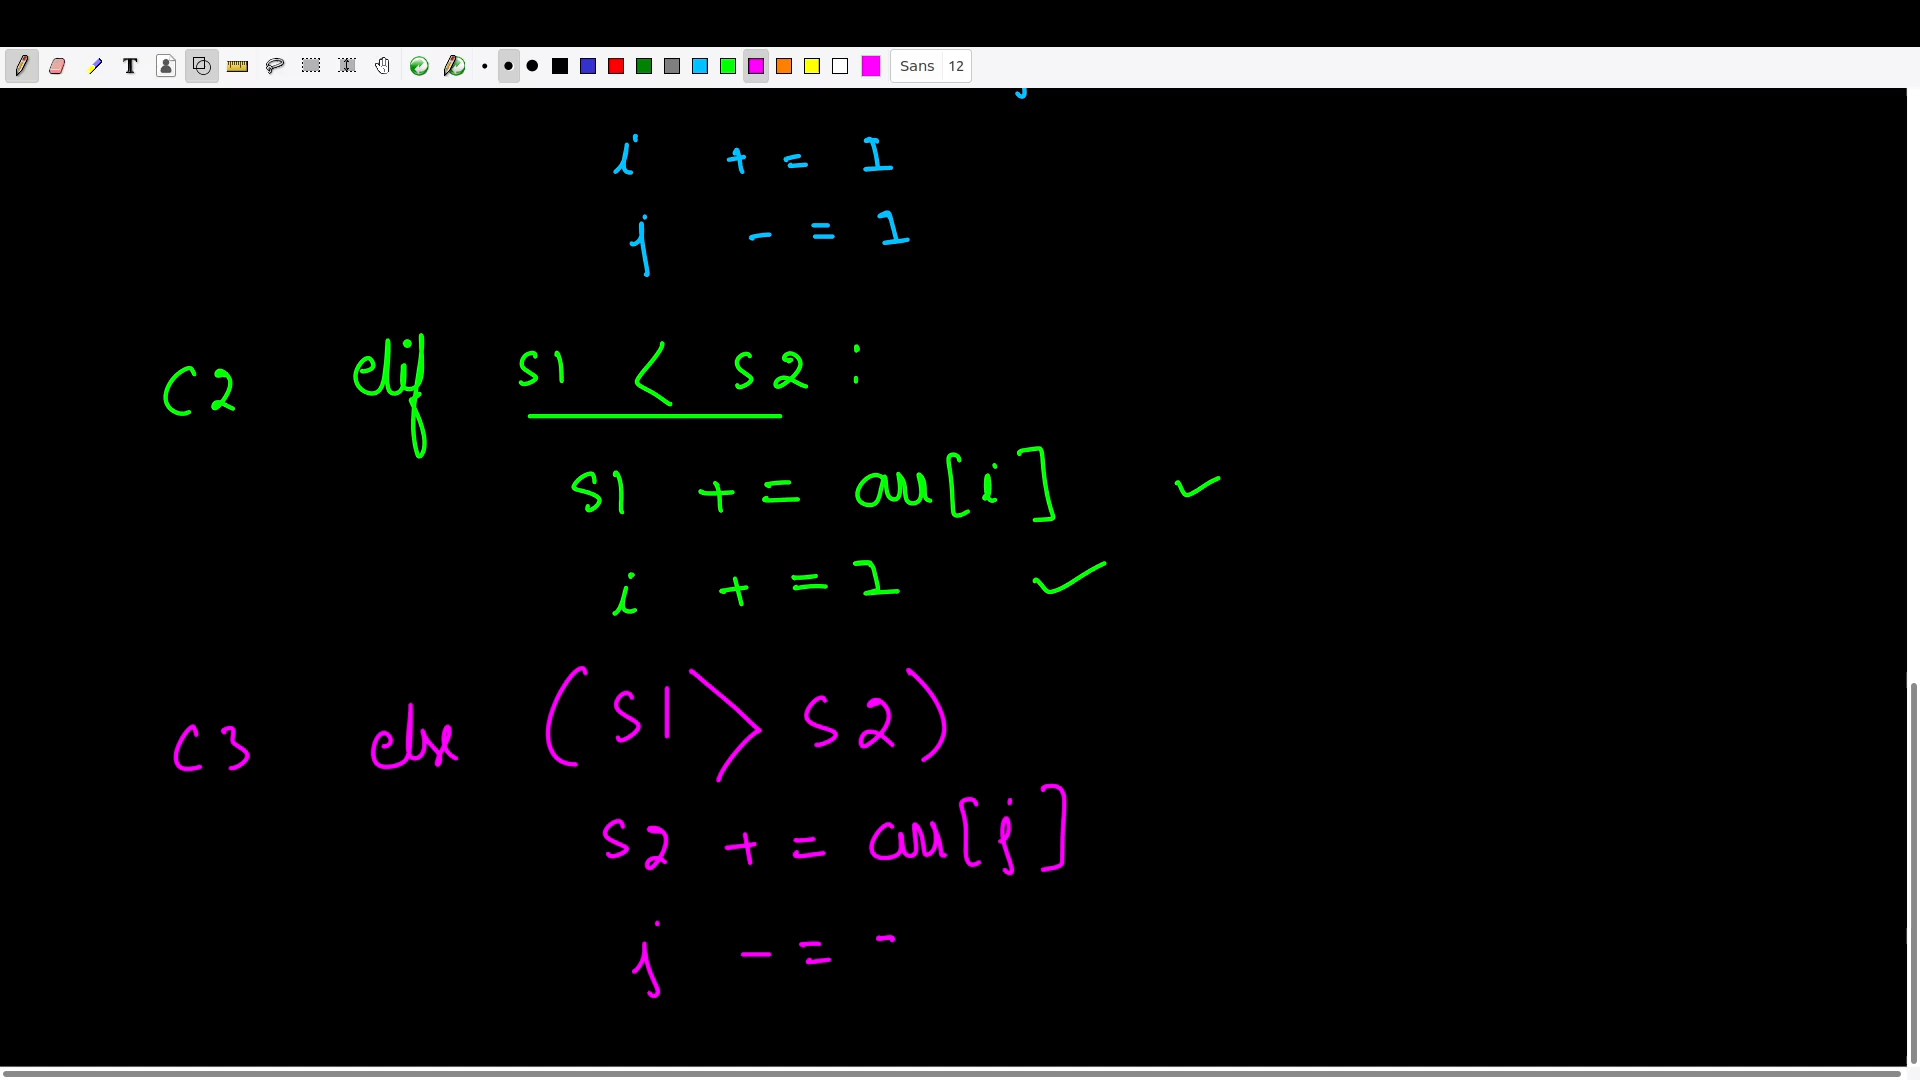 Sans 12
i += 1
j -= 1
C2 elif s1 < s2 :
s1 += arr[i]
i += 1
C3 else (s1 > s2)
s2 += arr[j]
j -=